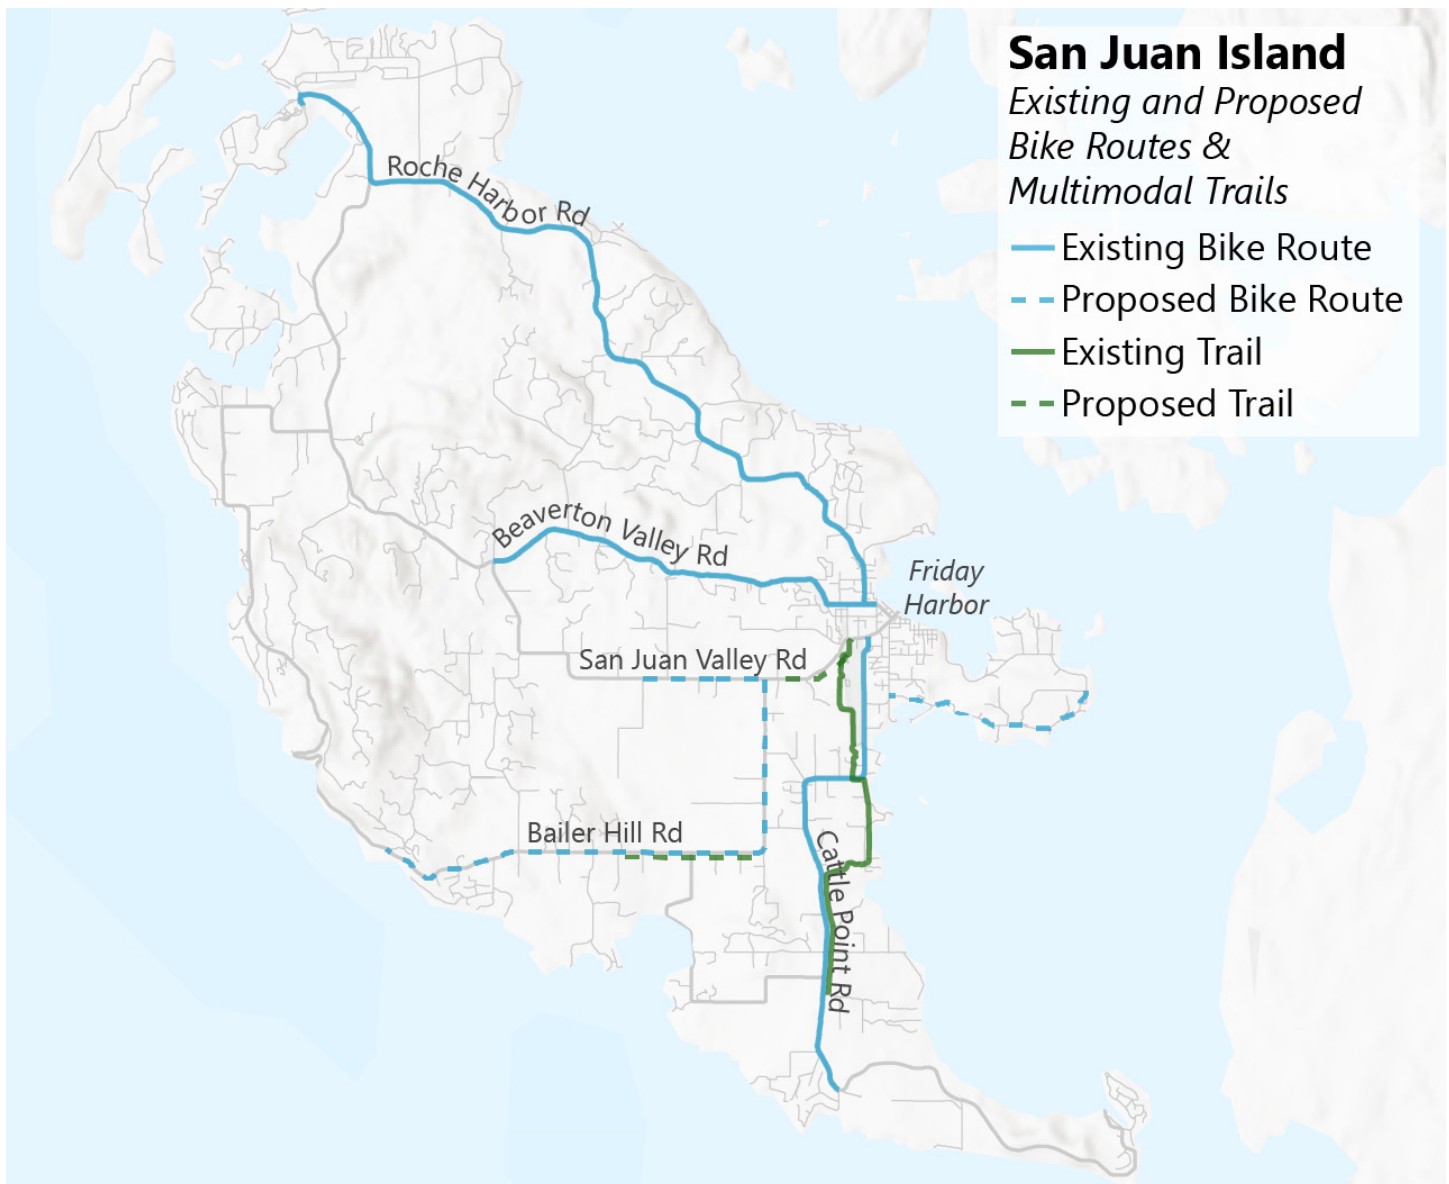 San Juan Island
Existing and Proposed
Bike Routes &
Multimodal Trails
Existing Bike Route
Proposed Bike Route
Existing Trail
Proposed Trail
Roche Harbor Rd
Beaverton Valley Rd
Friday
Harbor
San Juan Valley Rd
Bailer Hill Rd
Cattle Point Rd